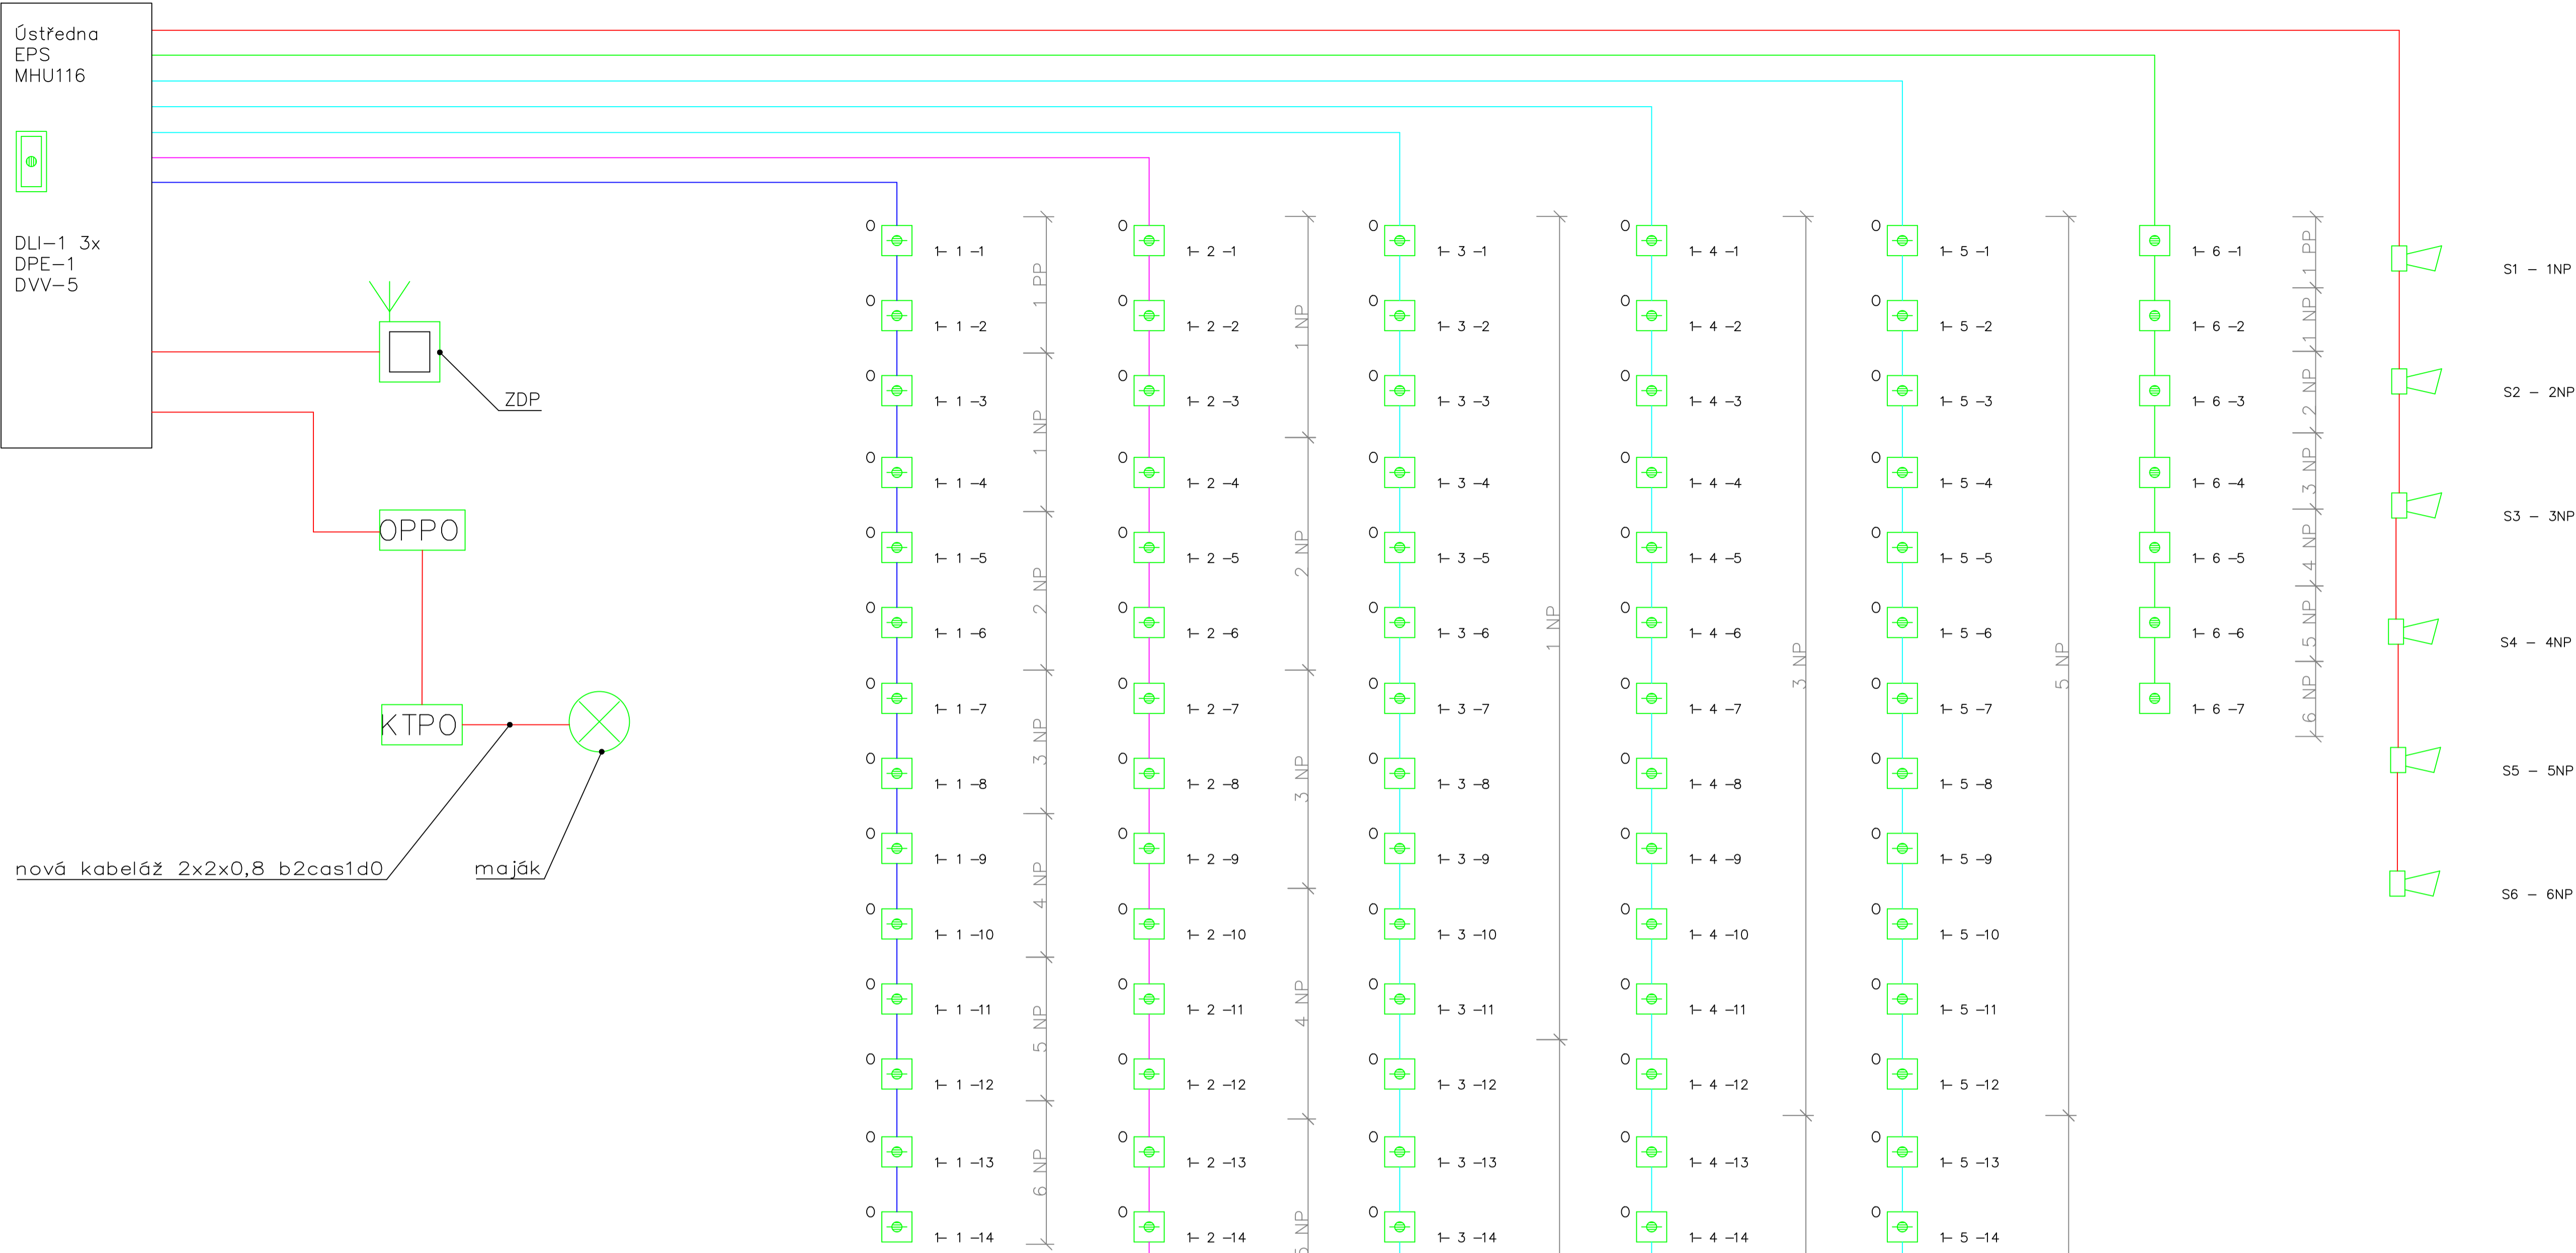 Ústředna
EPS
MHU116
DLI-1 3x
DPE-1
DVV-5
ZDP
OPPO
KTPO
nová kabeláž 2x2x0,8 b2cas1d0
maják
O 1- 1 -1
O 1- 1 -2
O 1- 1 -3
O 1- 1 -4
O 1- 1 -5
O 1- 1 -6
O 1- 1 -7
O 1- 1 -8
O 1- 1 -9
O 1- 1 -10
O 1- 1 -11
O 1- 1 -12
O 1- 1 -13
O 1- 1 -14
1 PP
1 NP
2 NP
3 NP
4 NP
5 NP
6 NP
O 1- 2 -1
O 1- 2 -2
O 1- 2 -3
O 1- 2 -4
O 1- 2 -5
O 1- 2 -6
O 1- 2 -7
O 1- 2 -8
O 1- 2 -9
O 1- 2 -10
O 1- 2 -11
O 1- 2 -12
O 1- 2 -13
O 1- 2 -14
1 NP
2 NP
3 NP
4 NP
5 NP
O 1- 3 -1
O 1- 3 -2
O 1- 3 -3
O 1- 3 -4
O 1- 3 -5
O 1- 3 -6
O 1- 3 -7
O 1- 3 -8
O 1- 3 -9
O 1- 3 -10
O 1- 3 -11
O 1- 3 -12
O 1- 3 -13
O 1- 3 -14
1 NP
O 1- 4 -1
O 1- 4 -2
O 1- 4 -3
O 1- 4 -4
O 1- 4 -5
O 1- 4 -6
O 1- 4 -7
O 1- 4 -8
O 1- 4 -9
O 1- 4 -10
O 1- 4 -11
O 1- 4 -12
O 1- 4 -13
O 1- 4 -14
3 NP
O 1- 5 -1
O 1- 5 -2
O 1- 5 -3
O 1- 5 -4
O 1- 5 -5
O 1- 5 -6
O 1- 5 -7
O 1- 5 -8
O 1- 5 -9
O 1- 5 -10
O 1- 5 -11
O 1- 5 -12
O 1- 5 -13
O 1- 5 -14
5 NP
1- 6 -1
1- 6 -2
1- 6 -3
1- 6 -4
1- 6 -5
1- 6 -6
1- 6 -7
1 PP
1 NP
2 NP
3 NP
4 NP
5 NP
6 NP
S1 - 1NP
S2 - 2NP
S3 - 3NP
S4 - 4NP
S5 - 5NP
S6 - 6NP